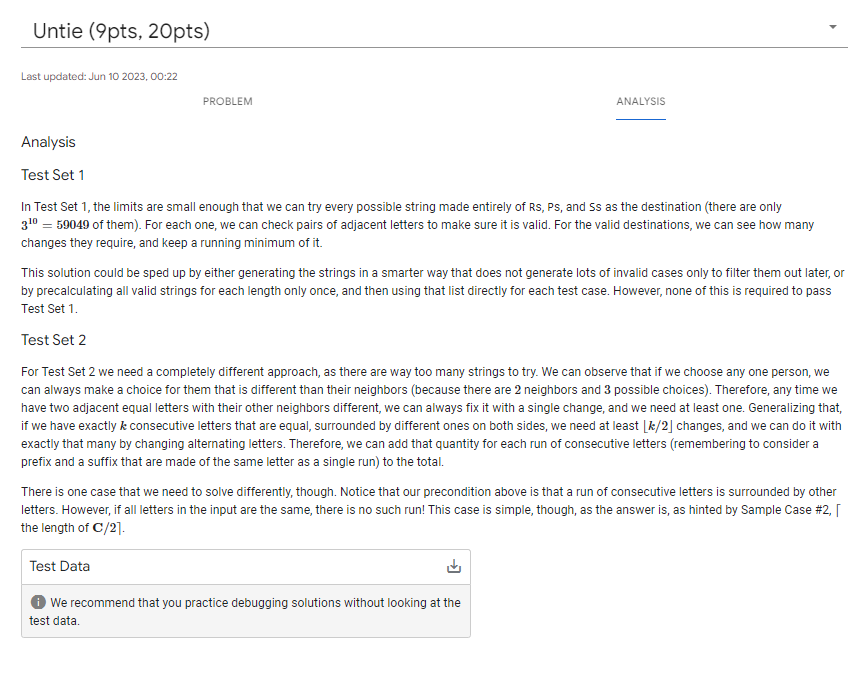 Untie (9pts, 20pts)
Last updated: Jun 10 2023, 00:22
PROBLEM
ANALYSIS
Analysis
Test Set 1
In Test Set 1, the limits are small enough that we can try every possible string made entirely of Rs, Ps, and Ss as the destination (there are only
3¹⁰ = 59049 of them). For each one, we can check pairs of adjacent letters to make sure it is valid. For the valid destinations, we can see how many
changes they require, and keep a running minimum of it.
This solution could be sped up by either generating the strings in a smarter way that does not generate lots of invalid cases only to filter them out later, or
by precalculating all valid strings for each length only once, and then using that list directly for each test case. However, none of this is required to pass
Test Set 1.
Test Set 2
For Test Set 2 we need a completely different approach, as there are way too many strings to try. We can observe that if we choose any one person, we
can always make a choice for them that is different than their neighbors (because there are 2 neighbors and 3 possible choices). Therefore, any time we
have two adjacent equal letters with their other neighbors different, we can always fix it with a single change, and we need at least one. Generalizing that,
if we have exactly k consecutive letters that are equal, surrounded by different ones on both sides, we need at least ⌊k/2⌋ changes, and we can do it with
exactly that many by changing alternating letters. Therefore, we can add that quantity for each run of consecutive letters (remembering to consider a
prefix and a suffix that are made of the same letter as a single run) to the total.
There is one case that we need to solve differently, though. Notice that our precondition above is that a run of consecutive letters is surrounded by other
letters. However, if all letters in the input are the same, there is no such run! This case is simple, though, as the answer is, as hinted by Sample Case #2, ⌈
the length of C/2⌉.
Test Data
We recommend that you practice debugging solutions without looking at the
test data.